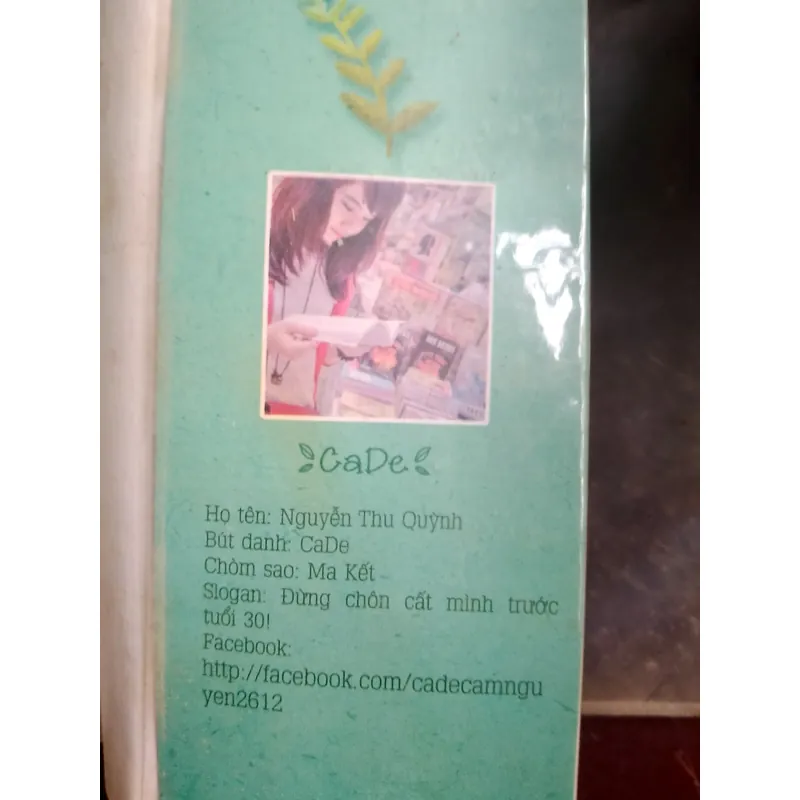 CaDe
Họ tên: Nguyễn Thu Quỳnh
Bút danh: CaDe
Chòm sao: Ma Kết
Slogan: Đừng chôn cất mình trước
tuổi 30!
Facebook:
http://facebook.com/cadecamngu
yen2612